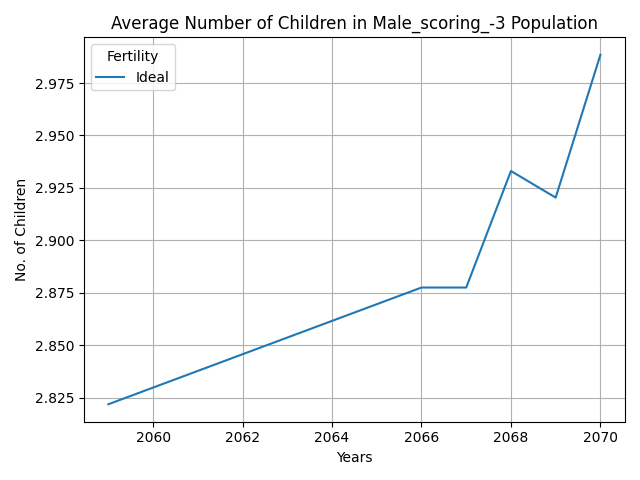 Average Number of Children in Male_scoring_-3 Population
Fertility
Ideal
2.975
2.950
2.925
2.900
2.875
2.850
2.825
No. of Children
2060 2062 2064 2066 2068 2070
Years